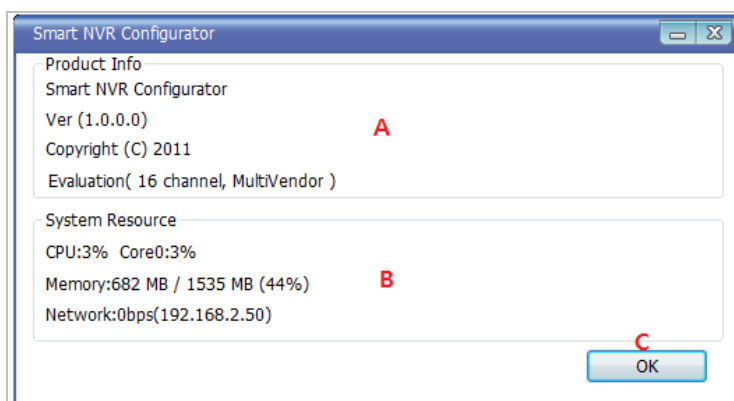 Smart NVR Configurator
Product Info
Smart NVR Configurator
Ver (1.0.0.0)
A
Copyright (C) 2011
Evaluation( 16 channel, MultiVendor )
System Resource
CPU:3% Core0:3%
Memory:682 MB / 1535 MB (44%)
B
Network:0bps(192.168.2.50)
C
OK